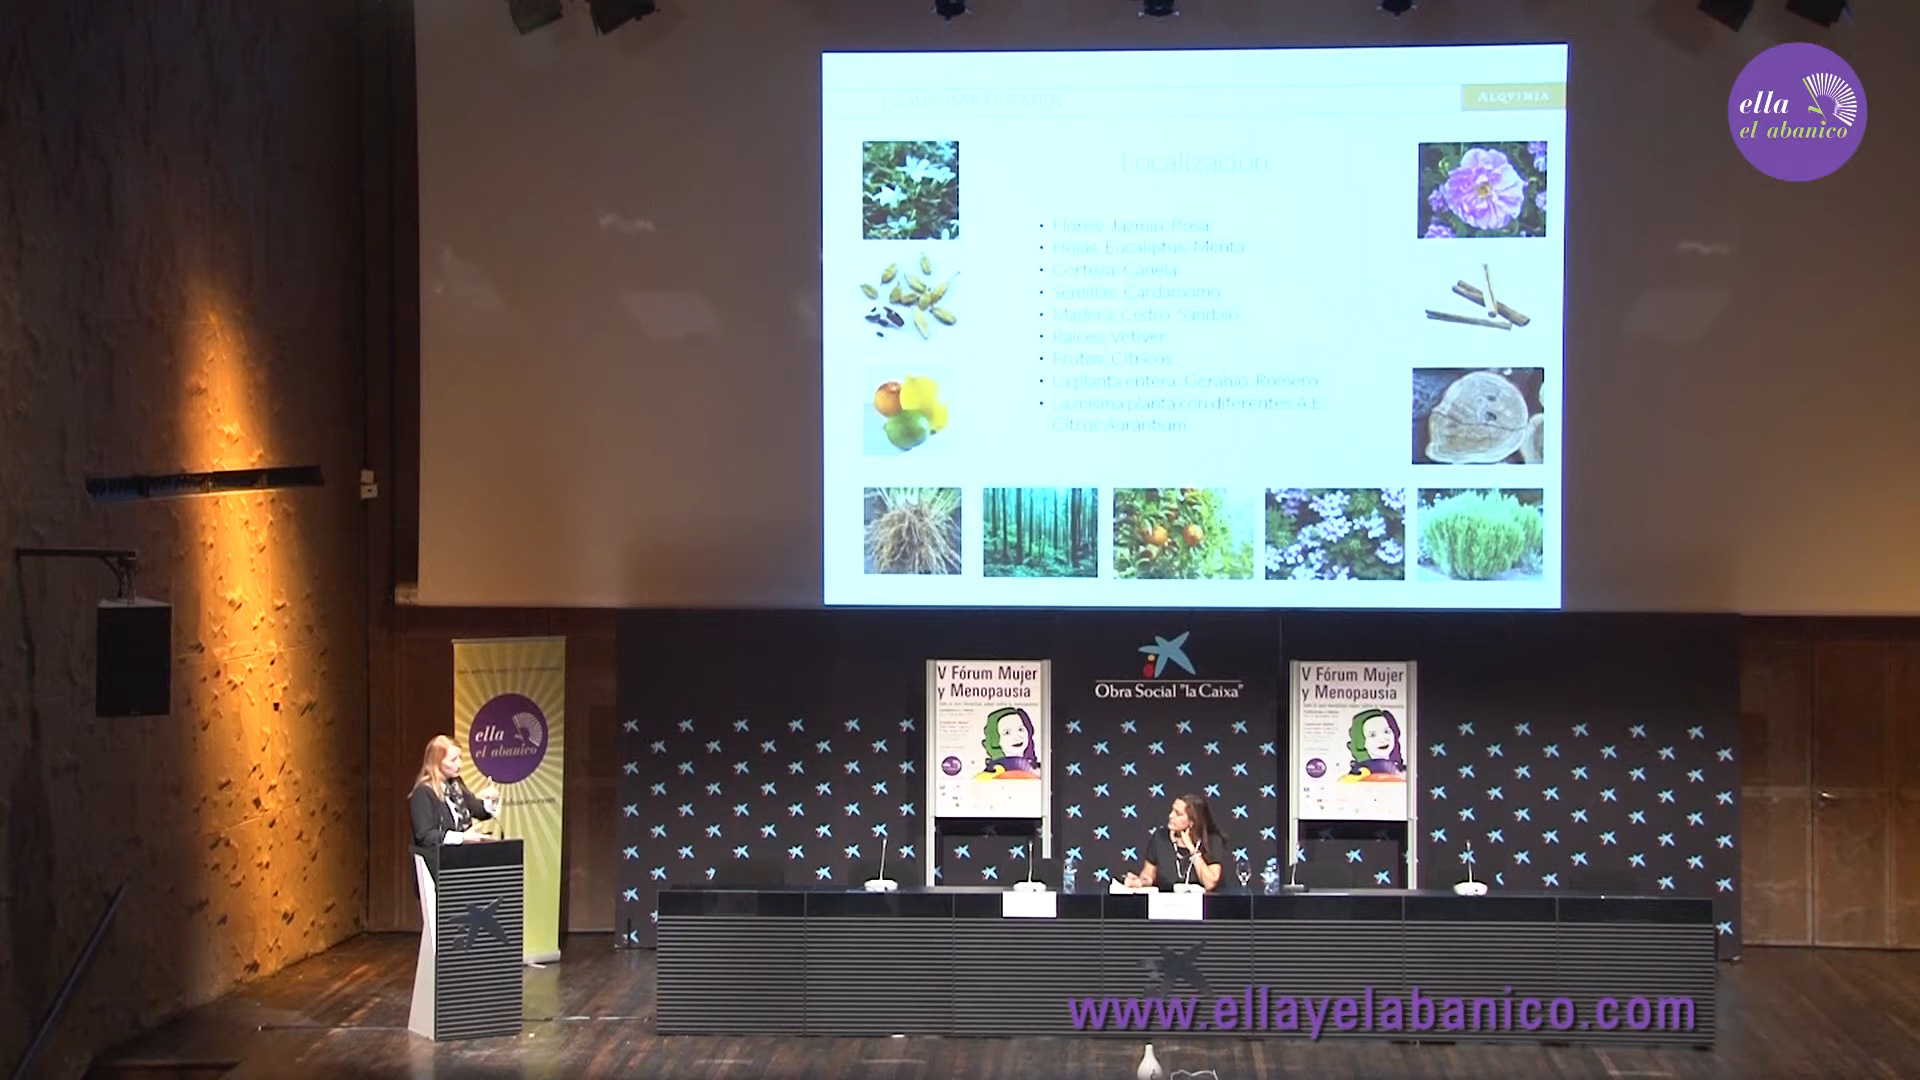 LA AROMATERAPIA
ALQVIMIA
Localización
• Flores: Jazmín, Rosa
• Hojas: Eucaliptus, Menta
• Corteza: Canela
• Semillas: Cardamomo
• Madera: Cedro, Sándalo
• Raíces: Vetiver
• Frutos: Cítricos
• La planta entera: Geranio, Romero
• La misma planta con diferentes A.E.
Citrus Aurantium
ella
el abanico
V Fórum Mujer
y Menopausia
Obra Social "la Caixa"
V Fórum Mujer
y Menopausia
ella
el abanico
www.ellayelabanico.com